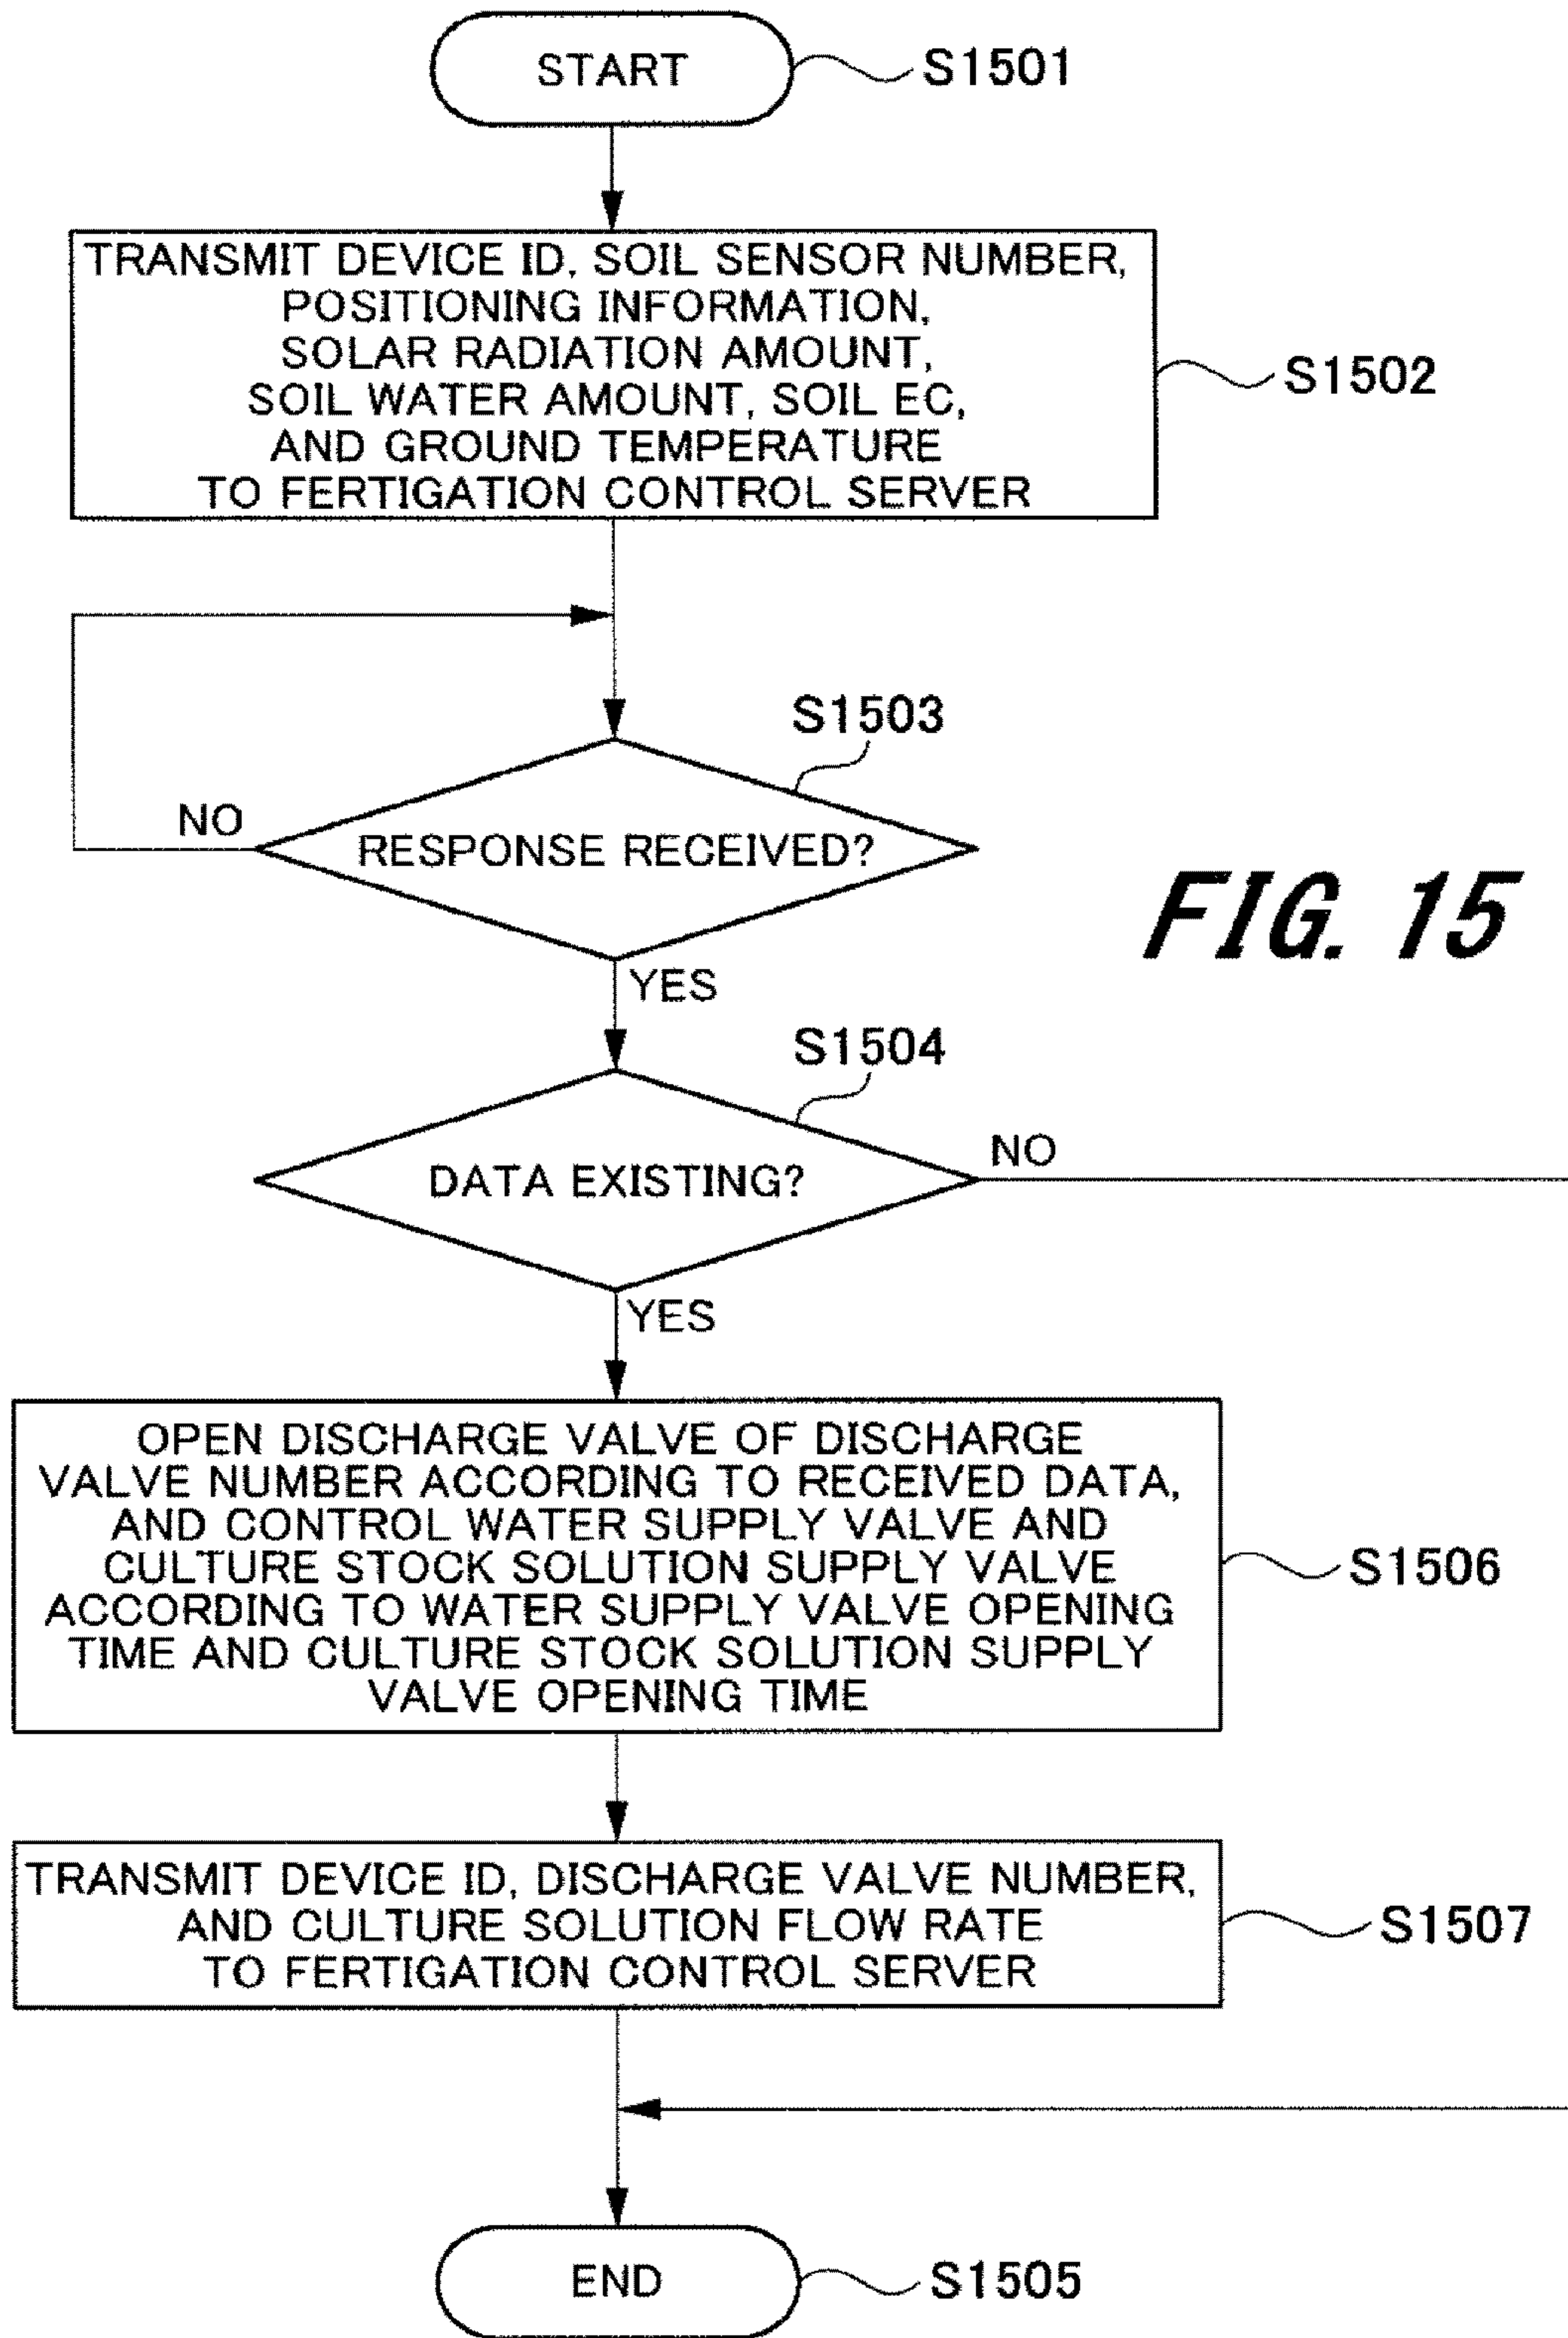 START
S1501
TRANSMIT DEVICE ID, SOIL SENSOR NUMBER,
POSITIONING INFORMATION,
SOLAR RADIATION AMOUNT,
SOIL WATER AMOUNT, SOIL EC,
AND GROUND TEMPERATURE
TO FERTIGATION CONTROL SERVER
S1502
S1503
NO
RESPONSE RECEIVED?
FIG. 15
YES
S1504
NO
DATA EXISTING?
YES
OPEN DISCHARGE VALVE OF DISCHARGE
VALVE NUMBER ACCORDING TO RECEIVED DATA,
AND CONTROL WATER SUPPLY VALVE AND
CULTURE STOCK SOLUTION SUPPLY VALVE
ACCORDING TO WATER SUPPLY VALVE OPENING
TIME AND CULTURE STOCK SOLUTION SUPPLY
VALVE OPENING TIME
S1506
TRANSMIT DEVICE ID, DISCHARGE VALVE NUMBER,
AND CULTURE SOLUTION FLOW RATE
TO FERTIGATION CONTROL SERVER
S1507
END
S1505